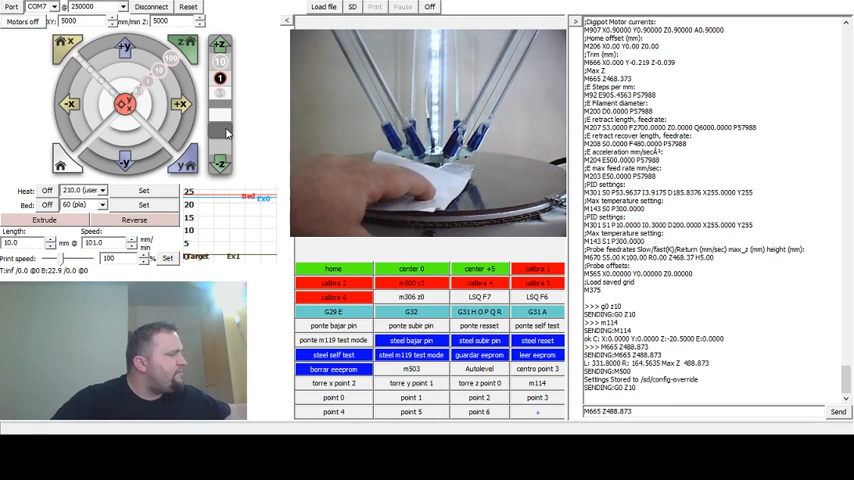 Port COM7 @ 250000 Disconnect Reset
Motors off XY: 5000 mm/min Z: 5000
+y
+z
100
10
10
1
-x
y
x
+x
-y
-z
Heat: Off 210.0 (user Set
Bed: Off 60 (pla) Set
Extrude Reverse
Length: Speed:
10.0 mm @ 101.0 mm/min
Print speed: 100 % Set
T:inf /0.0 @0 B:22.9 /0.0 @0
25
20
15
10
5
Bed
Ex0
Target Ex1
< Load file SD Print Pause Off >
home center 0 center +5 calibra 1
calibra 2 m500 c3 calibra 4 calibra 5
calibra 6 m306 z0 LSQ F7 LSQ F6
G29 E G32 G31 H O P Q R G31 A
ponte bajar pin ponte subir pin ponte resset ponte self test
ponte m119 test mode steel bajar pin steel subir pin steel reset
steel self test steel m119 test mode guardar eeprom leer eeprom
borrar eeeprom m503 Autolevel centro point 3
torre x point 2 torre y point 1 torre z point 0 m114
point 0 point 1 point 2 point 3
point 4 point 5 point 6 +
;Digpot Motor currents:
M907 X0.90000 Y0.90000 Z0.90000 A0.90000
;Home offset (mm):
M206 X0.00 Y0.00 Z0.00
;Trim (mm):
M666 X0.000 Y-0.219 Z-0.039
;Max Z
M665 Z468.373
;E Steps per mm:
M92 E905.4563 P57988
;E Filament diameter:
M200 D0.0000 P57988
;E retract length, feedrate:
M207 S3.0000 F2700.0000 Z0.0000 Q6000.0000 P57988
;E retract recover length, feedrate:
M208 S0.0000 F480.0000 P57988
;E acceleration mm/sec
M204 E500.0000 P57988
;E max feed rate mm/sec:
M203 E50.0000 P57988
;PID settings:
M301 S0 P53.9637 I3.9175 D185.8376 X255.0000 Y255
;Max temperature setting:
M143 S0 P300.0000
;PID settings:
M301 S1 P10.0000 I0.3000 D200.0000 X255.0000 Y255
;Max temperature setting:
M143 S1 P300.0000
;Probe feedrates Slow/fast(K)/Return (mm/sec) max_z (mm) height (mm):
M670 S5.00 K100.00 R0.00 Z468.37 H5.00
;Probe offsets:
M565 X0.00000 Y0.00000 Z0.00000
;Load saved grid
M375
>>> g0 z10
SENDING:G0 Z10
>>> m114
SENDING:M114
ok C: X:0.0000 Y:0.0000 Z:-20.5000 E:0.0000
>>> M665 Z488.873
SENDING:M665 Z488.873
L: 331.8000 R: 164.5635 Max Z 488.873
SENDING:M500
Settings Stored to /sd/config-override
SENDING:G0 Z10
M665 Z488.873 Send